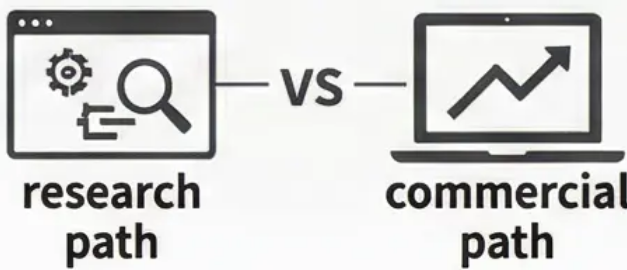 VS
research
path
commercial
path